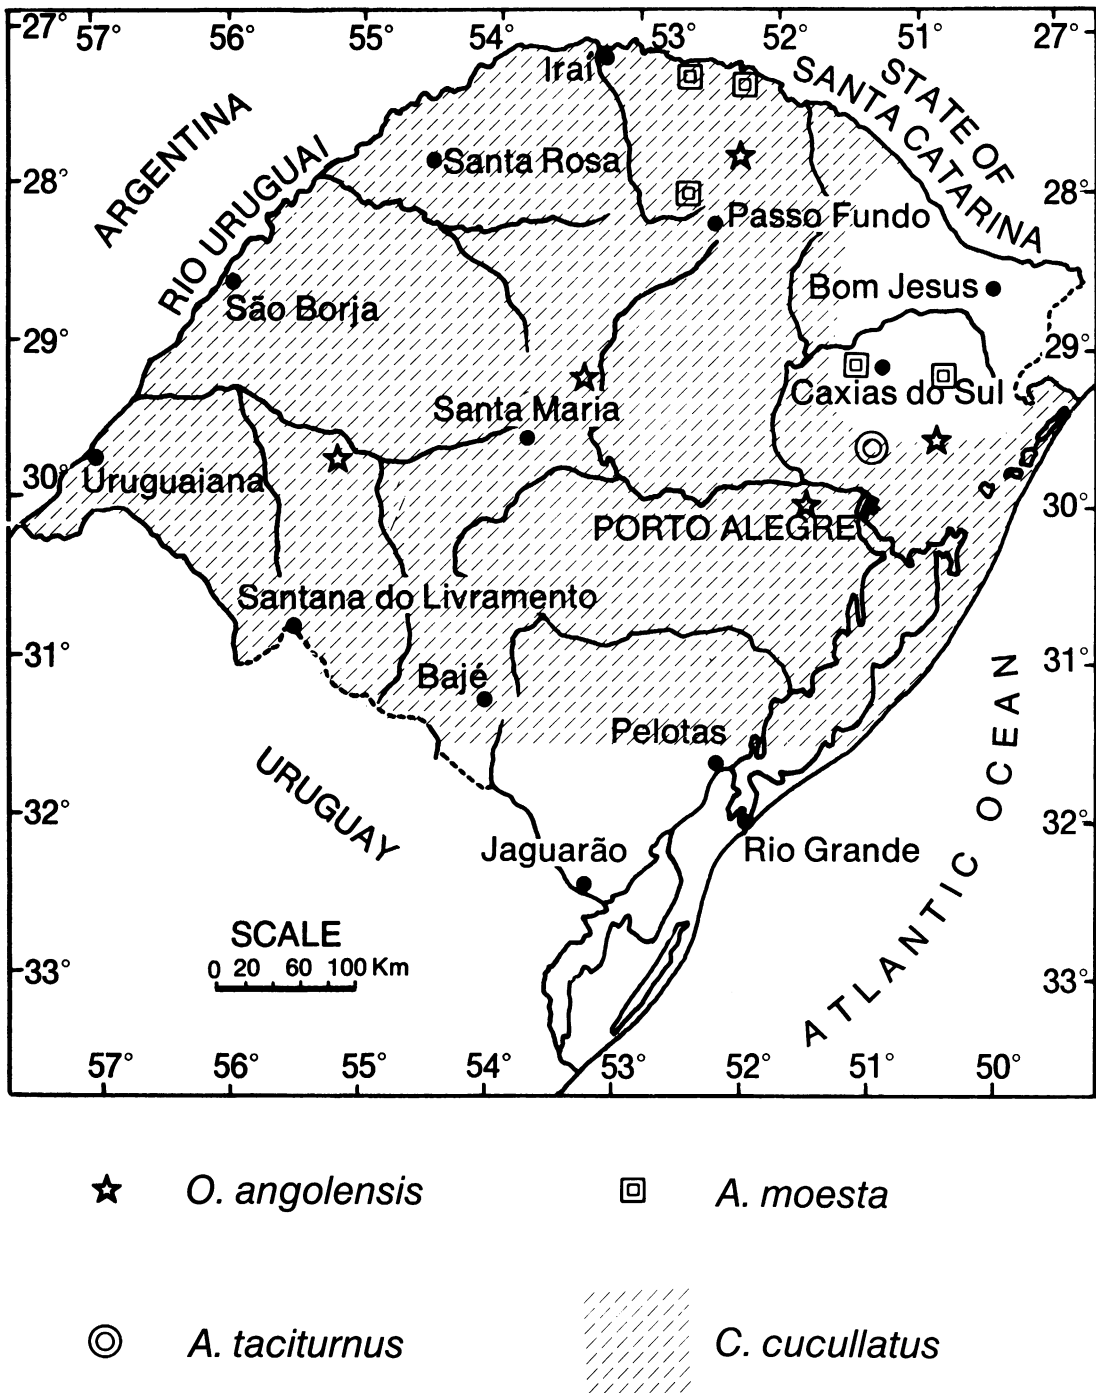 27° 57° 56° 55° 54° 53° 52° 51° 27°
Iraí
STATE OF
SANTA CATARINA
ARGENTINA
RIO URUGUAI
Santa Rosa
28° 28°
Passo Fundo
Bom Jesus
São Borja
29° 29°
Caxias do Sul
Santa Maria
30° Uruguaiana 30°
PORTO ALEGRE
Santana do Livramento
31° 31°
Bajé
Pelotas
URUGUAY
ATLANTIC OCEAN
32° 32°
Jaguarão
Rio Grande
SCALE
0 20 60 100 Km
33° 33°
57° 56° 55° 54° 53° 52° 51° 50°
O. angolensis
A. moesta
A. taciturnus
C. cucullatus